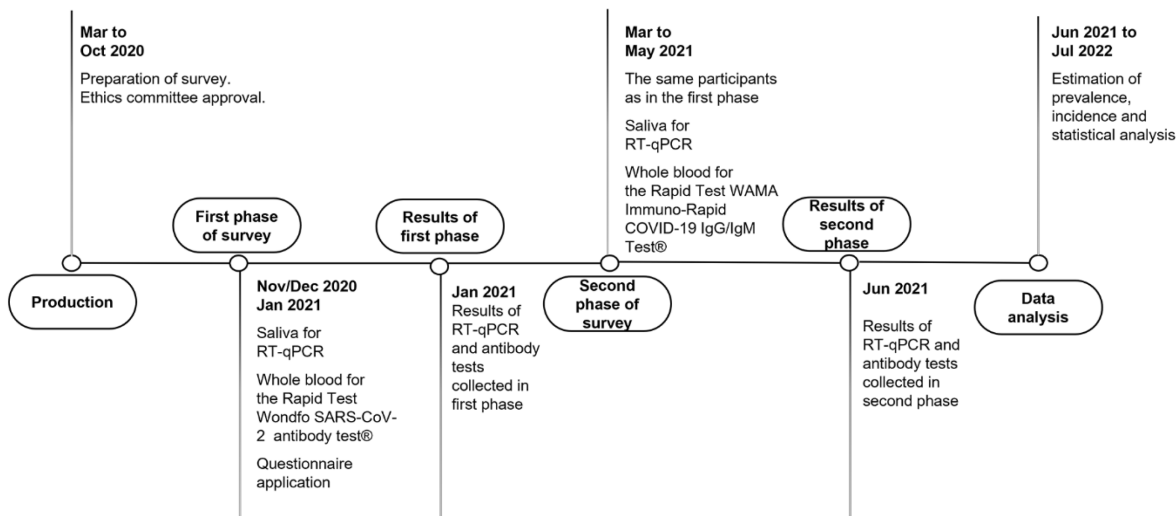 Mar to
Oct 2020
Preparation of survey.
Ethics committee approval.
Production
First phase
of survey
Nov/Dec 2020
Jan 2021
Saliva for
RT-qPCR
Whole blood for
the Rapid Test
Wondfo SARS-CoV-
2 antibody test®
Questionnaire
application
Results of
first phase
Jan 2021
Results of
RT-qPCR
and antibody
tests
collected in
first phase
Mar to
May 2021
The same participants
as in the first phase
Saliva for
RT-qPCR
Whole blood for
the Rapid Test WAMA
Immuno-Rapid
COVID-19 IgG/IgM
Test®
Second
phase of
survey
Results of
second
phase
Jun 2021
Results of
RT-qPCR and
antibody tests
collected in
second phase
Jun 2021 to
Jul 2022
Estimation of
prevalence,
incidence and
statistical analysis
Data
analysis